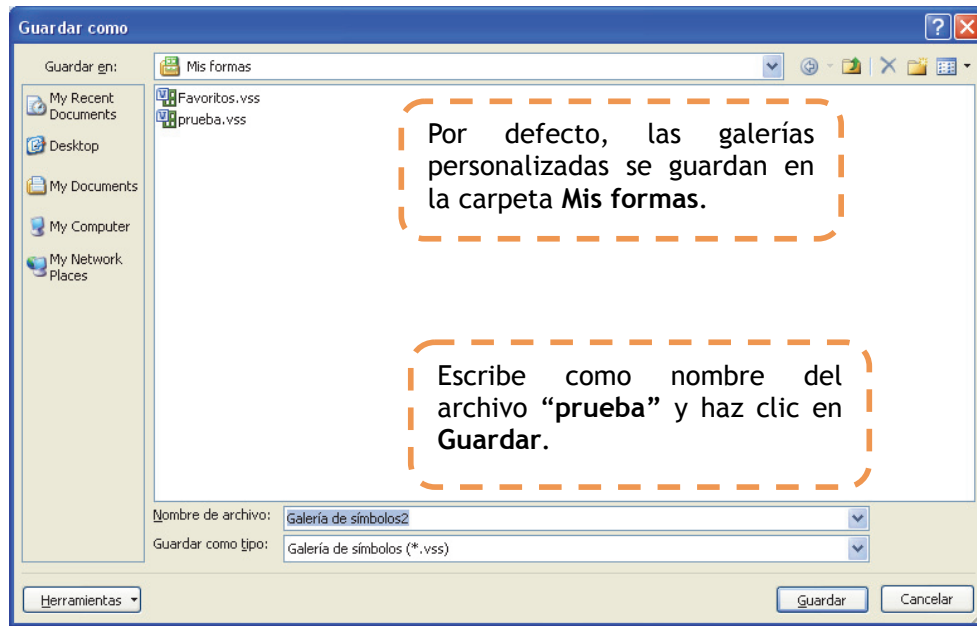 Guardar como
Guardar en:
Mis formas
My Recent
Documents
Desktop
My Documents
My Computer
My Network
Places
Favoritos.vss
prueba.vss
Por defecto, las galerías
personalizadas se guardan en
la carpeta Mis formas.
Escribe como nombre del
archivo “prueba” y haz clic en
Guardar.
Nombre de archivo: Galería de símbolos2
Guardar como tipo: Galería de símbolos (*.vss)
Herramientas
Guardar
Cancelar